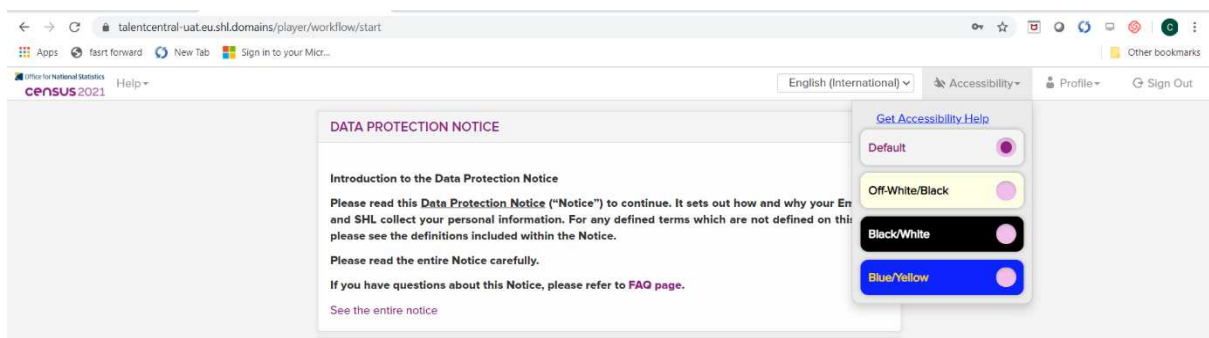 talentcentral-uat.eu.shl.domains/player/workflow/start
C
Apps fasrt forward New Tab Sign in to your Micr... Other bookmarks
Office for National Statistics
census 2021
Help
English (International) Accessibility Profile Sign Out
Get Accessibility Help
Default
Off-White/Black
Black/White
Blue/Yellow
DATA PROTECTION NOTICE
Introduction to the Data Protection Notice
Please read this Data Protection Notice (“Notice”) to continue. It sets out how and why your Em
and SHL collect your personal information. For any defined terms which are not defined on this
please see the definitions included within the Notice.
Please read the entire Notice carefully.
If you have questions about this Notice, please refer to FAQ page.
See the entire notice